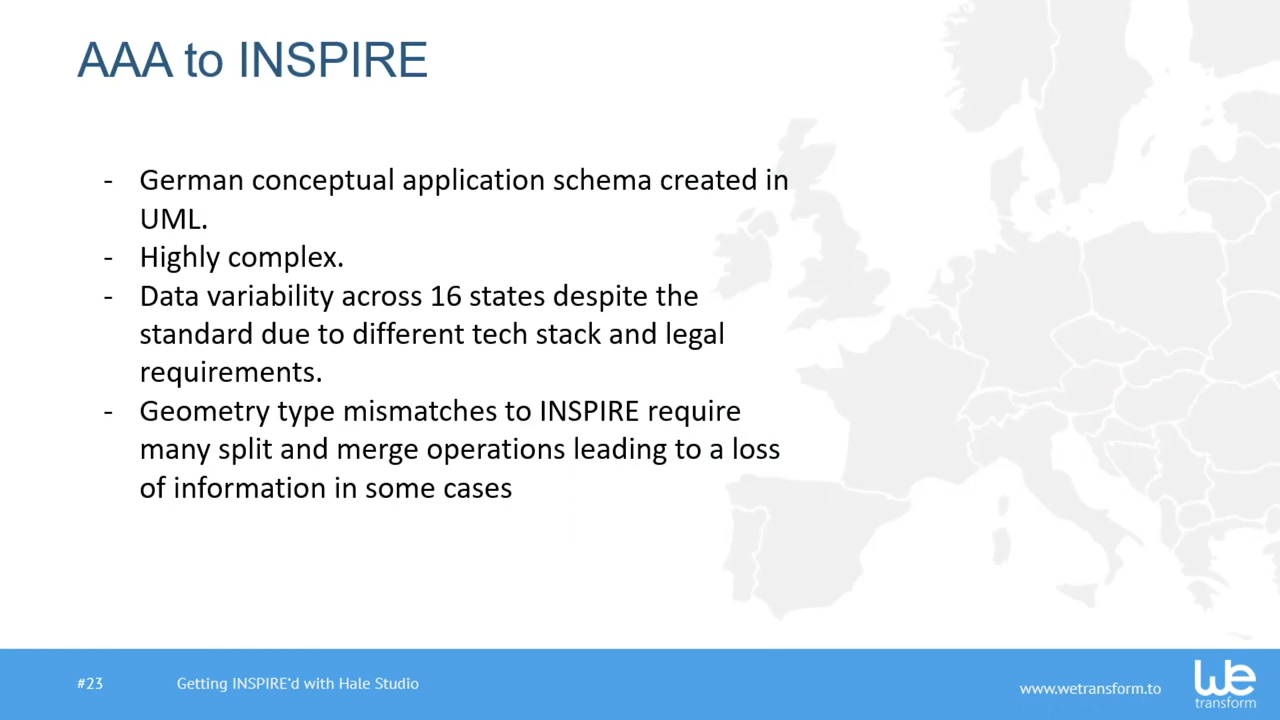 AAA to INSPIRE
- German conceptual application schema created in
UML.
- Highly complex.
- Data variability across 16 states despite the
standard due to different tech stack and legal
requirements.
- Geometry type mismatches to INSPIRE require
many split and merge operations leading to a loss
of information in some cases
#23
Getting INSPIRE'd with Hale Studio
www.wetransform.to
we
transform